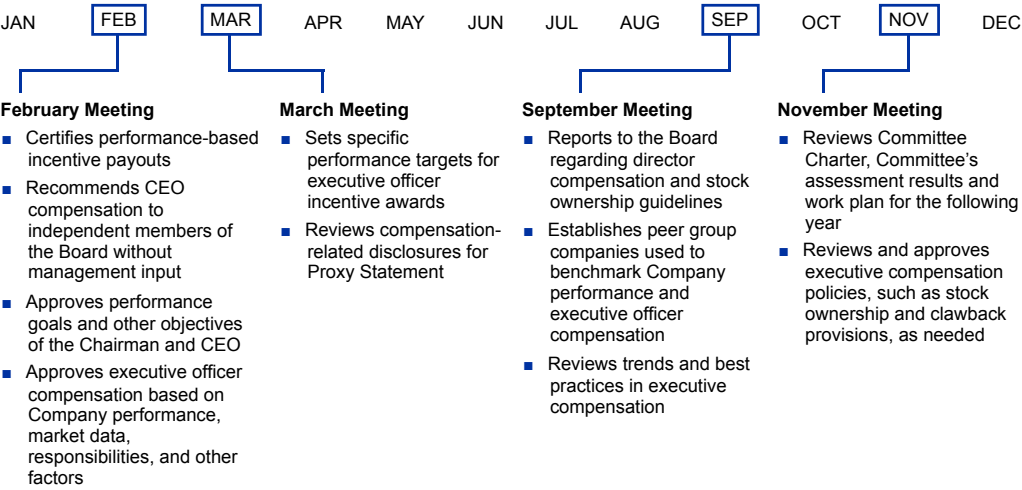 JAN FEB MAR APR MAY JUN JUL AUG SEP OCT NOV DEC
February Meeting
■ Certifies performance-based
incentive payouts
■ Recommends CEO
compensation to
independent members of
the Board without
management input
■ Approves performance
goals and other objectives
of the Chairman and CEO
■ Approves executive officer
compensation based on
Company performance,
market data,
responsibilities, and other
factors
March Meeting
■ Sets specific
performance targets for
executive officer
incentive awards
■ Reviews compensation-
related disclosures for
Proxy Statement
September Meeting
■ Reports to the Board
regarding director
compensation and stock
ownership guidelines
■ Establishes peer group
companies used to
benchmark Company
performance and
executive officer
compensation
■ Reviews trends and best
practices in executive
compensation
November Meeting
■ Reviews Committee
Charter, Committee's
assessment results and
work plan for the following
year
■ Reviews and approves
executive compensation
policies, such as stock
ownership and clawback
provisions, as needed